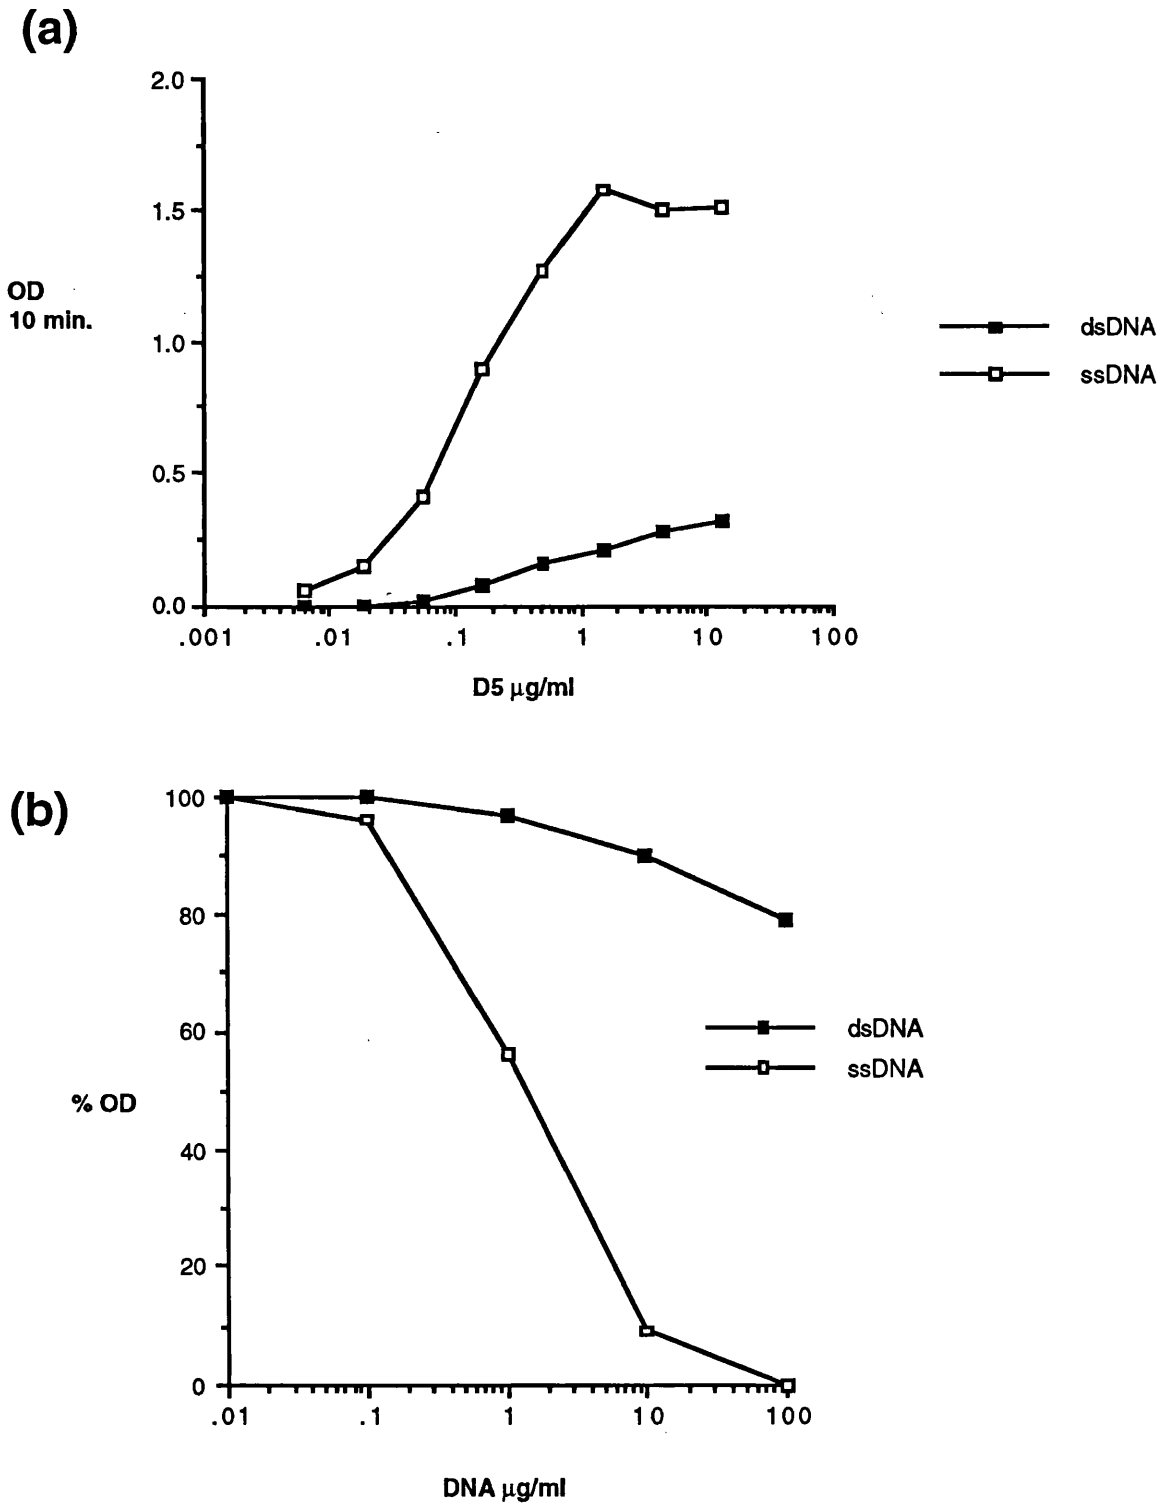 (a)
2.0
1.5
1.0
0.5
0.0
OD
10 min.
.001 .01 .1 1 10 100
D5 µg/ml
dsDNA
ssDNA
(b)
100
80
60
40
20
0
% OD
.01 .1 1 10 100
DNA µg/ml
dsDNA
ssDNA